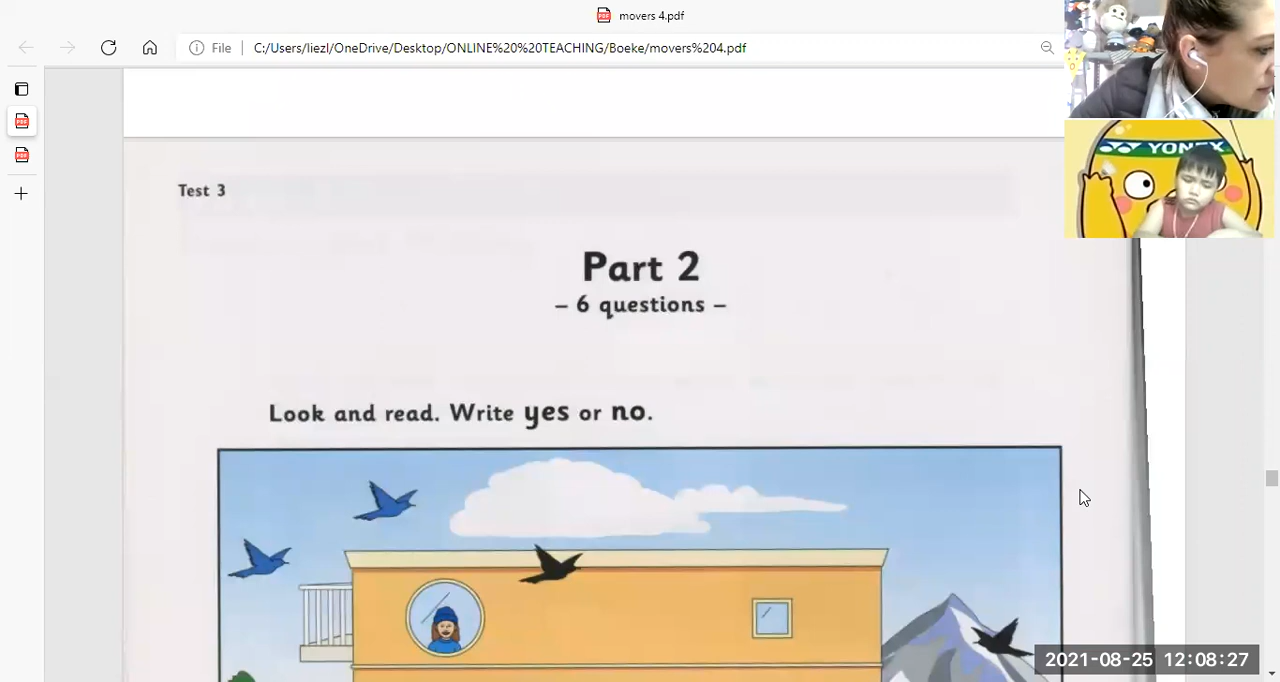 movers 4.pdf
File
C:/Users/liezl/OneDrive/Desktop/ONLINE%20%20TEACHING/Boeke/movers%204.pdf
YONEX
Test 3
Part 2
– 6 questions –
Look and read. Write yes or no.
2021-08-25 12:08:27